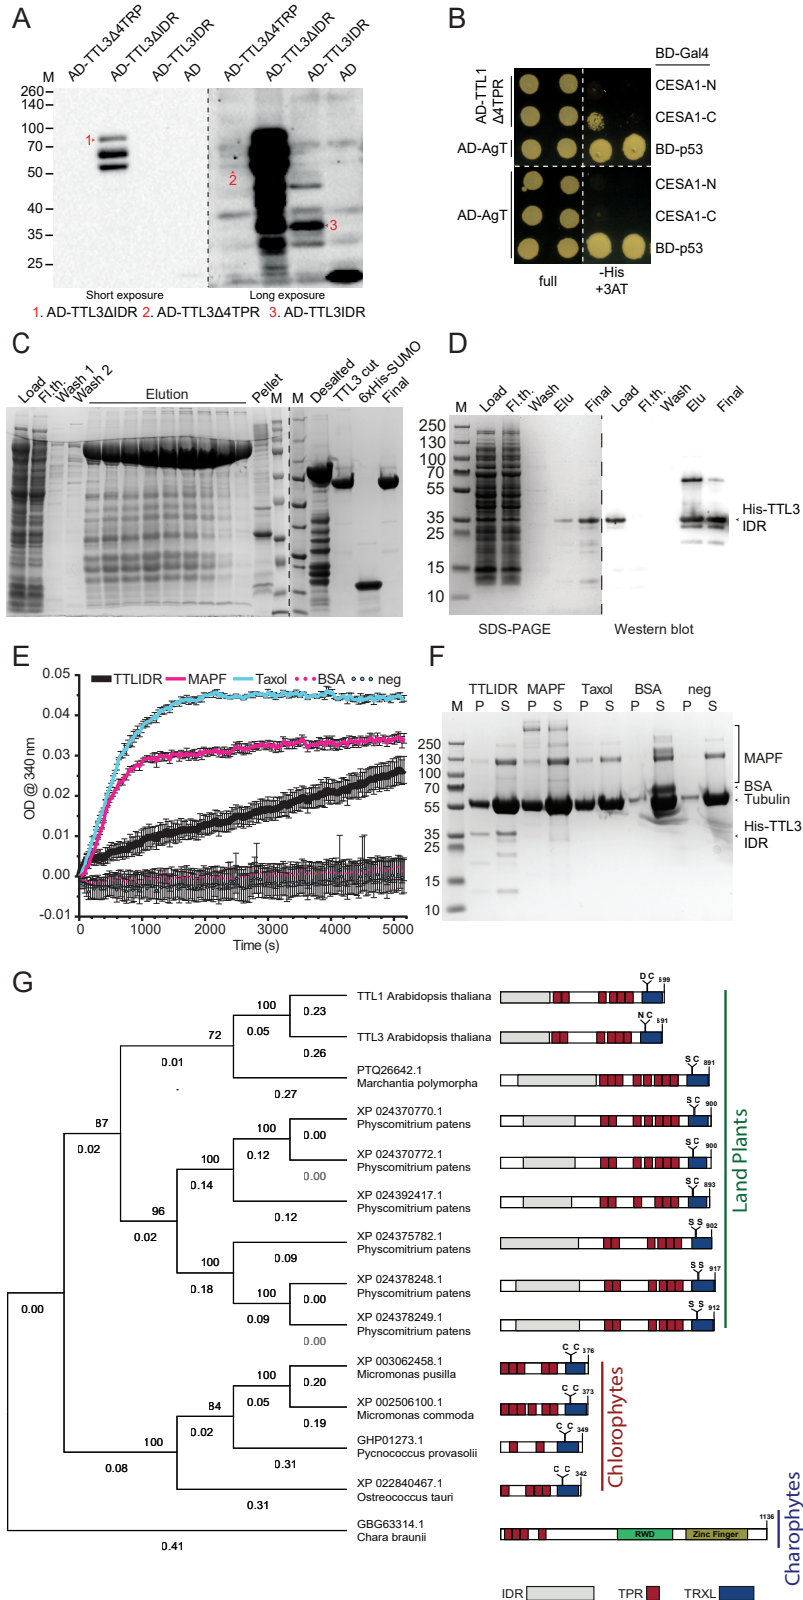 A
AD-TTL3Δ4TRP
AD-TTL3ΔIDR
AD-TTL3IDR
AD
AD-TTL3Δ4TRP
AD-TTL3ΔIDR
AD-TTL3IDR
AD
M
260
140
100
70
50
40
35
25
1
2
3
Short exposure
Long exposure
1. AD-TTL3ΔIDR 2. AD-TTL3Δ4TPR 3. AD-TTL3IDR
B
BD-Gal4
AD-TTL1
Δ4TPR
CESA1-N
CESA1-C
AD-AgT
BD-p53
CESA1-N
AD-AgT
CESA1-C
BD-p53
full
-His
+3AT
C
Load
Fl.th.
Wash 1
Wash 2
Elution
Pellet
M
M
Desalted
TTL3 cut
6xHis-SUMO
Final
D
M
Load
Fl.th.
Wash
Elu
Final
Load
Fl.th.
Wash
Elu
Final
250
130
100
70
55
35
25
15
10
His-TTL3
IDR
SDS-PAGE
Western blot
E
TTLIDR MAPF Taxol BSA neg
OD @ 340 nm
0.05
0.04
0.03
0.02
0.01
0.00
-0.01
0
1000
2000
3000
4000
5000
Time (s)
F
TTLIDR MAPF Taxol BSA neg
M P S P S P S P S P S
250
130
100
70
55
35
25
15
10
MAPF
BSA
Tubulin
His-TTL3
IDR
G
0.00
87
0.02
72
0.01
100
0.05
0.23
TTL1 Arabidopsis thaliana
D C
699
0.26
TTL3 Arabidopsis thaliana
N C
691
0.27
PTQ26642.1
Marchantia polymorpha
S C
891
96
0.02
100
0.14
100
0.12
0.00
XP 024370770.1
Physcomitrium patens
S C
900
0.00
XP 024370772.1
Physcomitrium patens
S C
900
0.12
XP 024392417.1
Physcomitrium patens
S C
893
100
0.18
0.09
XP 024375782.1
Physcomitrium patens
S S
902
100
0.09
0.00
XP 024378248.1
Physcomitrium patens
S S
917
0.00
XP 024378249.1
Physcomitrium patens
S S
912
Land Plants
100
0.08
84
0.02
100
0.05
0.20
XP 003062458.1
Micromonas pusilla
C C
376
0.19
XP 002506100.1
Micromonas commoda
C C
373
0.31
GHP01273.1
Pycnococcus provasolii
C C
349
0.31
XP 022840467.1
Ostreococcus tauri
C C
342
Chlorophytes
0.41
GBG63314.1
Chara braunii
RWD
Zinc Finger
1136
Charophytes
IDR
TPR
TRXL